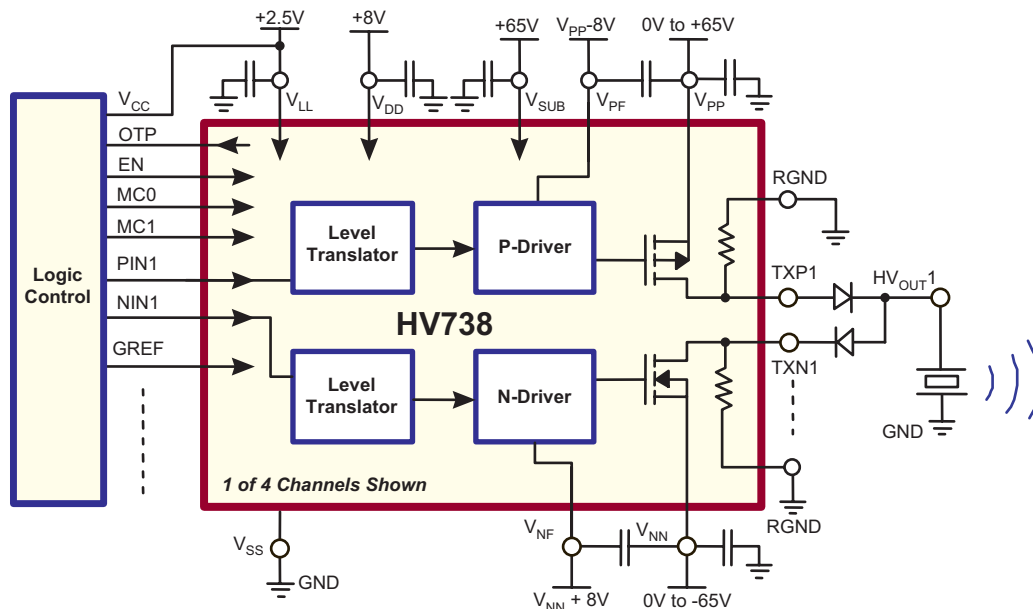 +2.5V
+8V
+65V
VPP-8V
0V to +65V
VCC
VLL
VDD
VSUB
VPF
VPP
OTP
EN
MC0
MC1
PIN1
NIN1
GREF
Logic
Control
Level
Translator
P-Driver
RGND
TXP1
HVOUT1
HV738
Level
Translator
N-Driver
TXN1
GND
1 of 4 Channels Shown
RGND
VSS
GND
VNF
VNN
VNN + 8V
0V to -65V